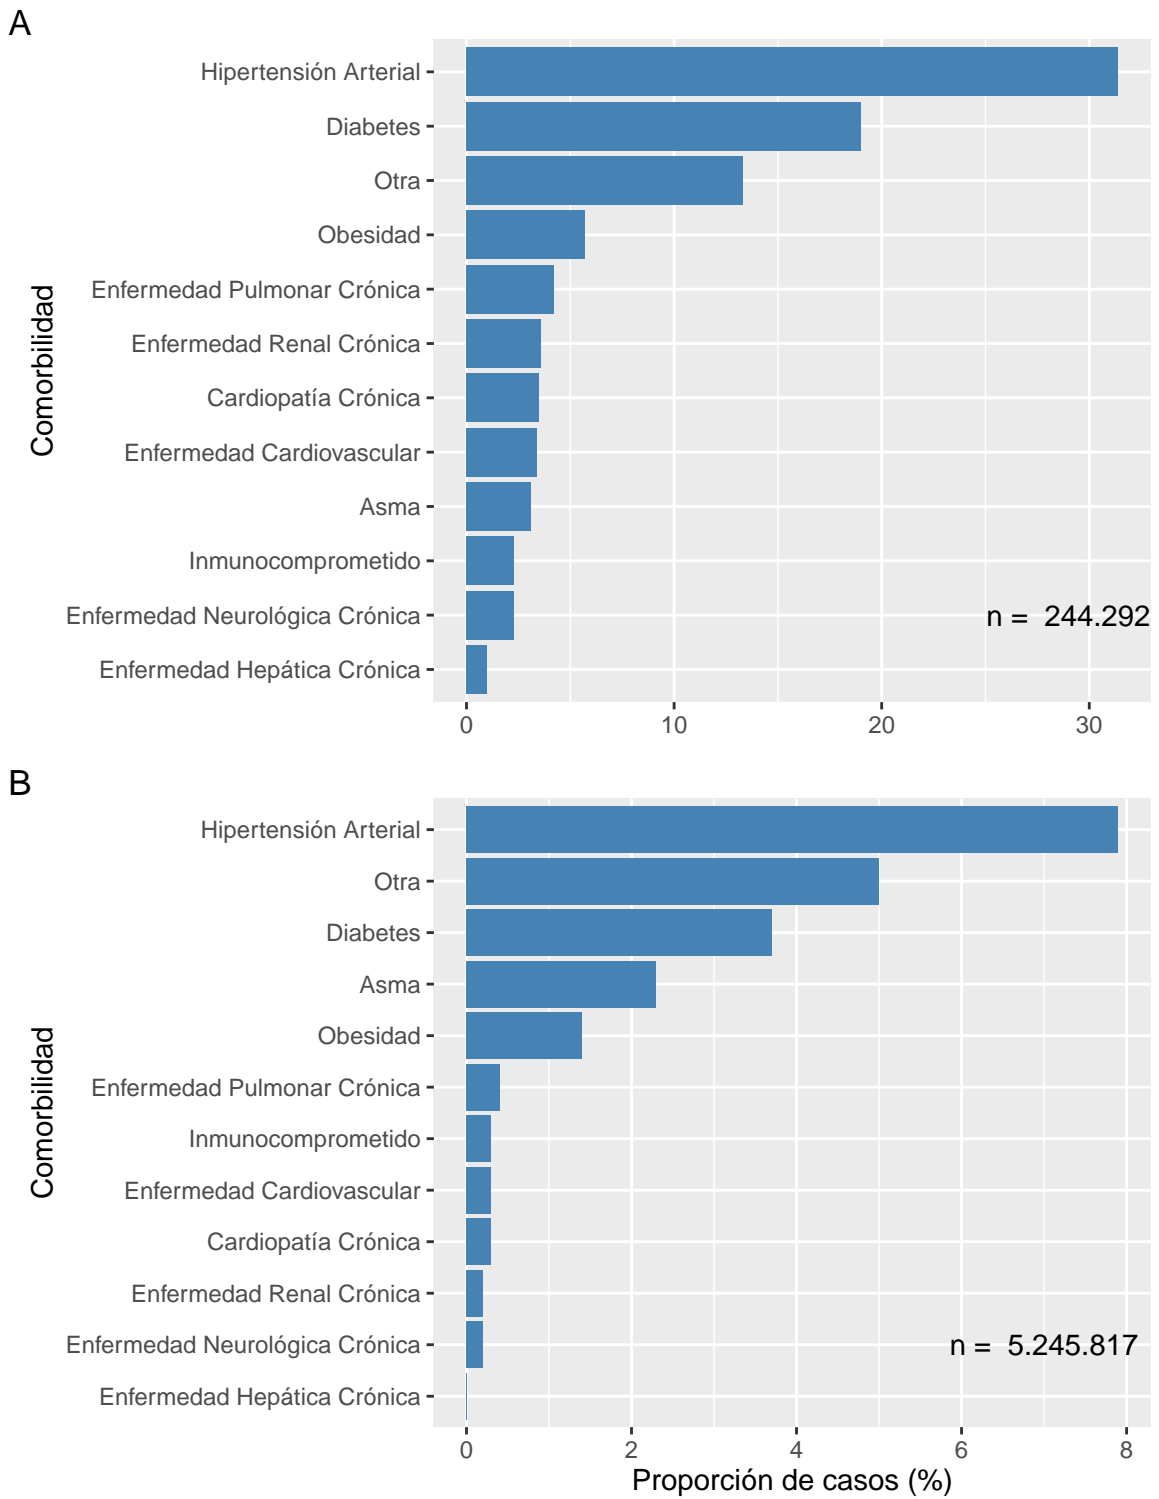 A
Hipertensión Arterial
Diabetes
Otra
Obesidad
Enfermedad Pulmonar Crónica
Enfermedad Renal Crónica
Cardiopatía Crónica
Enfermedad Cardiovascular
Asma
Inmunocomprometido
Enfermedad Neurológica Crónica
Enfermedad Hepática Crónica
Comorbilidad
n = 244.292
0 10 20 30
B
Hipertensión Arterial
Otra
Diabetes
Asma
Obesidad
Enfermedad Pulmonar Crónica
Inmunocomprometido
Enfermedad Cardiovascular
Cardiopatía Crónica
Enfermedad Renal Crónica
Enfermedad Neurológica Crónica
Enfermedad Hepática Crónica
Comorbilidad
n = 5.245.817
0 2 4 6 8
Proporción de casos (%)